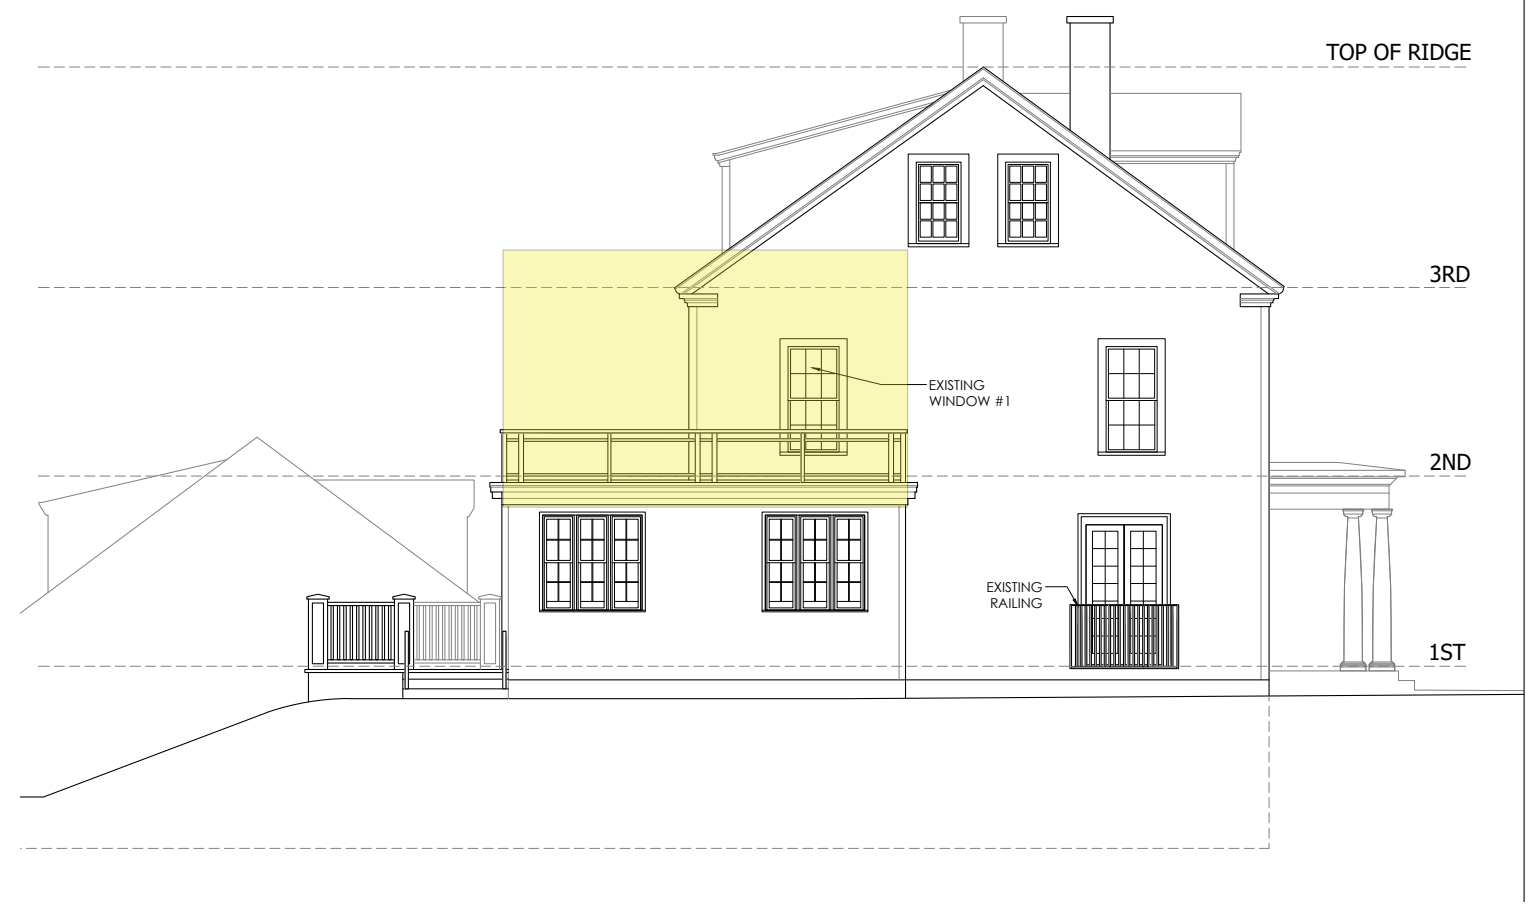 TOP OF RIDGE
3RD
EXISTING
WINDOW #1
2ND
EXISTING
RAILING
1ST